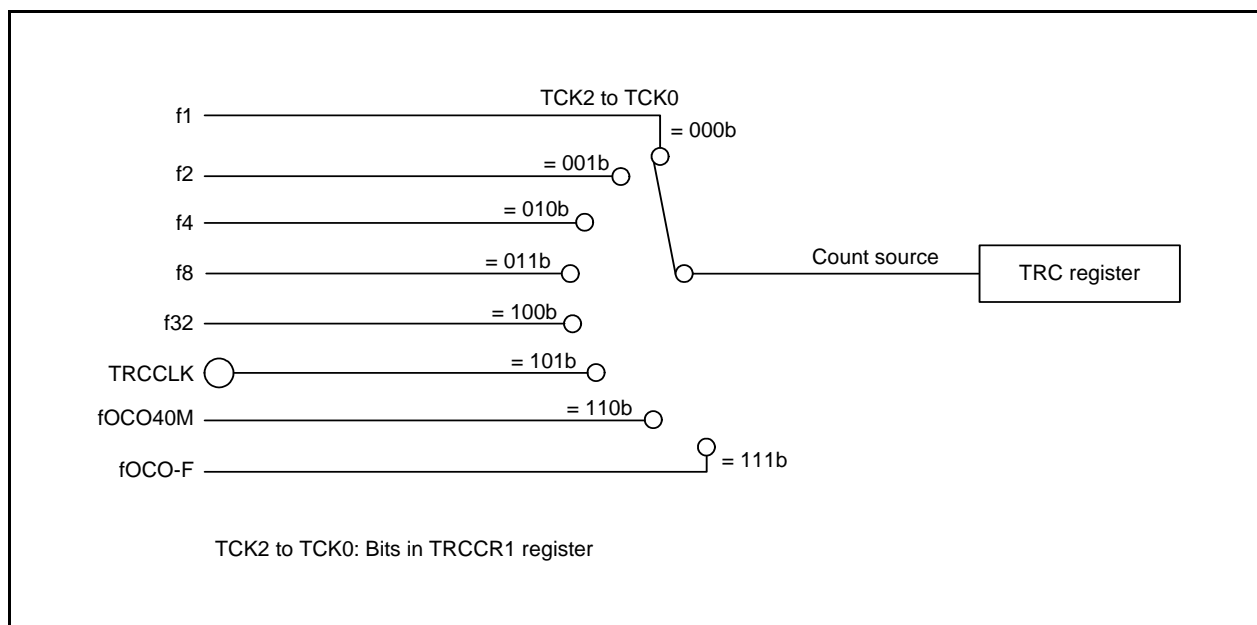 TCK2 to TCK0
f1
= 000b
f2
= 001b
f4
= 010b
f8
= 011b
Count source
TRC register
f32
= 100b
TRCCLK
= 101b
fOCO40M
= 110b
fOCO-F
= 111b
TCK2 to TCK0: Bits in TRCCR1 register